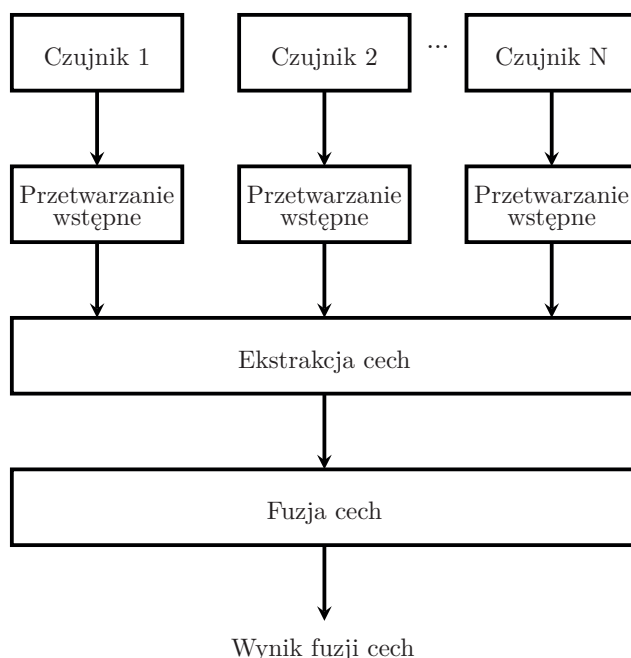 Czujnik 1
Czujnik 2
...
Czujnik N
Przetwarzanie
wstępne
Przetwarzanie
wstępne
Przetwarzanie
wstępne
Ekstrakcja cech
Fuzja cech
Wynik fuzji cech